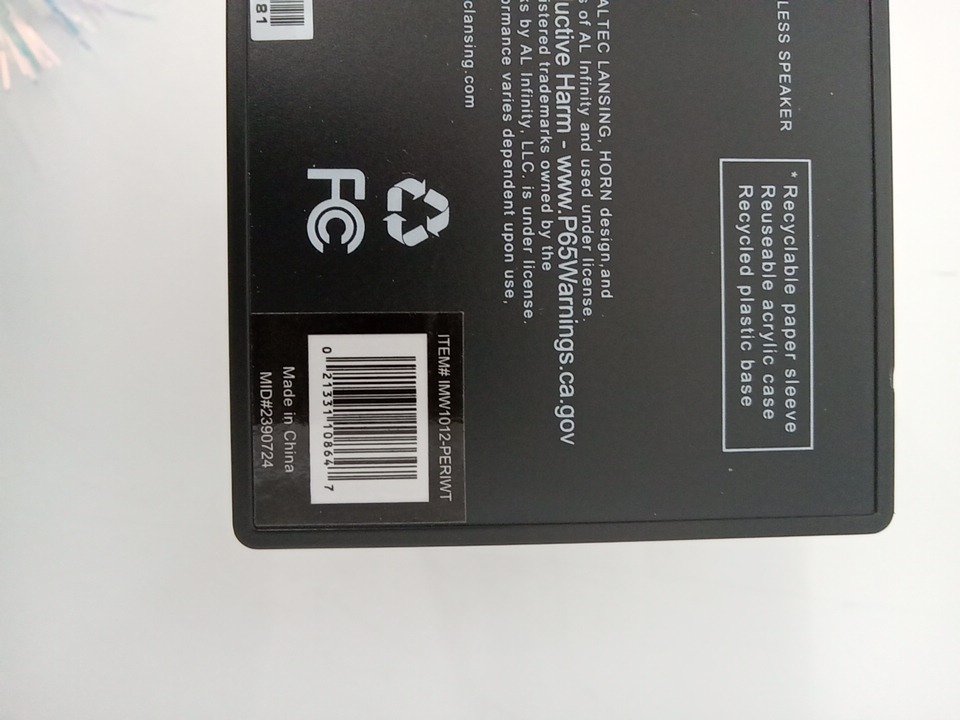 LESS SPEAKER
* Recyclable paper sleeve
Reuseable acrylic case
Recycled plastic base
ALTEC LANSING, HORN design,and
of AL Infinity and used under license.
uctive Harm - www.P65Warnings.ca.gov
istered trademarks owned by the
ks by AL Infinity, LLC. is under license.
ormance varies dependent upon use,
clansing.com
FC
81
ITEM# IMW1012-PERIWT
0 21331 10864 7
Made in China
MID#2390724